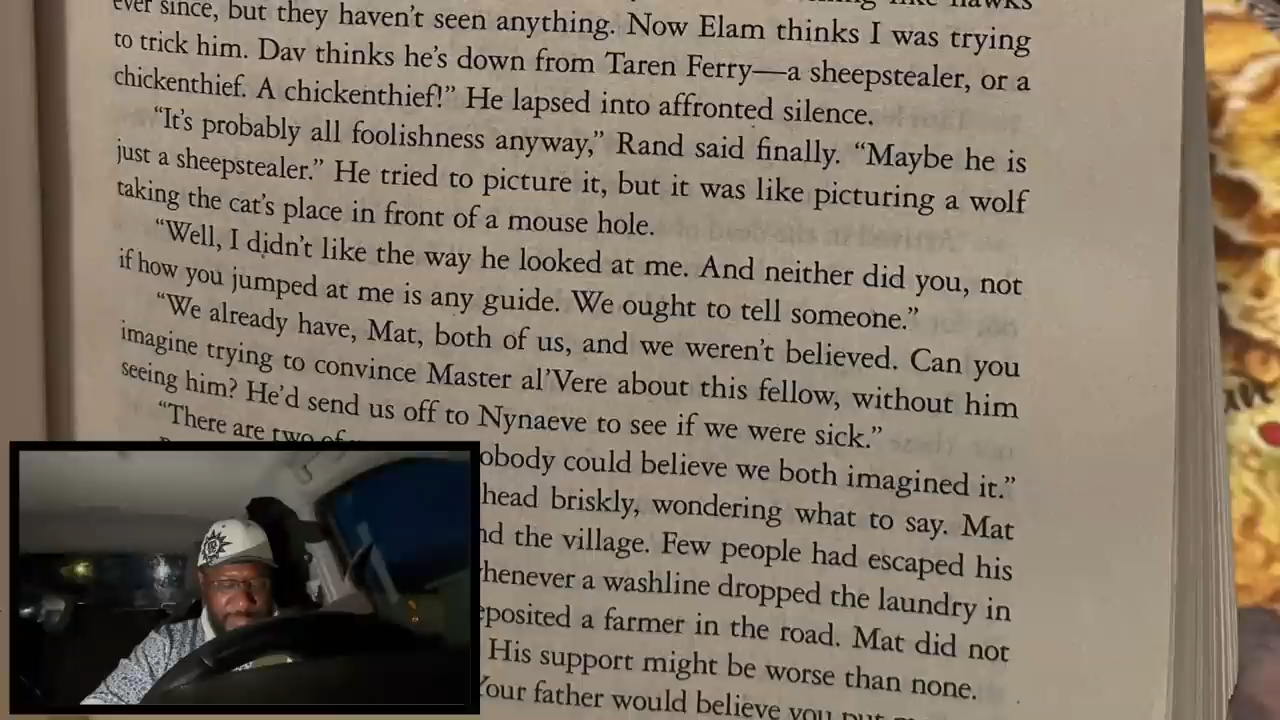 ever since, but they haven't seen anything. Now Elam thinks I was trying
to trick him. Dav thinks he's down from Taren Ferry—a sheepstealer, or a
chickenthief. A chickenthief!" He lapsed into affronted silence.
"It's probably all foolishness anyway," Rand said finally. "Maybe he is
just a sheepstealer." He tried to picture it, but it was like picturing a wolf
taking the cat's place in front of a mouse hole.
"Well, I didn't like the way he looked at me. And neither did you, not
if how you jumped at me is any guide. We ought to tell someone."
"We already have, Mat, both of us, and we weren't believed. Can you
imagine trying to convince Master al'Vere about this fellow, without him
seeing him? He'd send us off to Nynaeve to see if we were sick."
"There are two of obody could believe we both imagined it."
head briskly, wondering what to say. Mat
nd the village. Few people had escaped his
henever a washline dropped the laundry in
eposited a farmer in the road. Mat did not
His support might be worse than none.
Your father would believe you